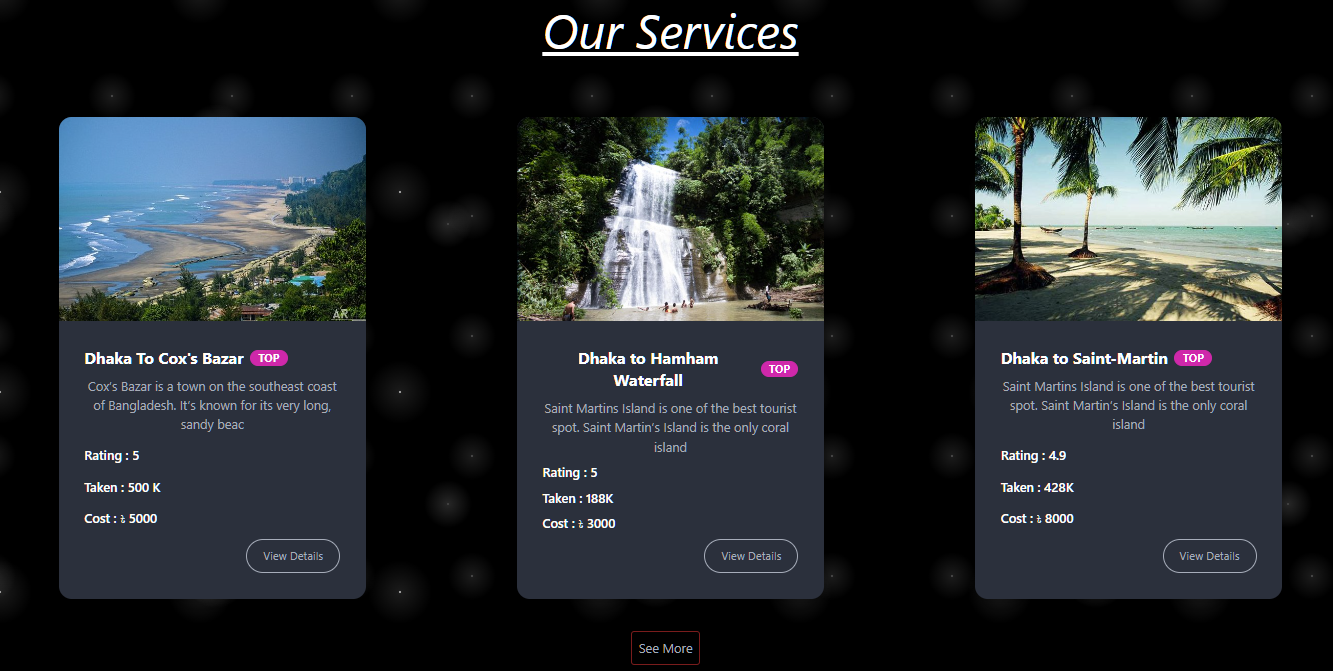 Our Services
AR
Dhaka To Cox's Bazar TOP
Cox's Bazar is a town on the southeast coast
of Bangladesh. It's known for its very long,
sandy beac
Rating : 5
Taken : 500 K
Cost : ৳ 5000
View Details
Dhaka to Hamham
Waterfall
TOP
Saint Martins Island is one of the best tourist
spot. Saint Martin's Island is the only coral
island
Rating : 5
Taken : 188K
Cost : ৳ 3000
View Details
Dhaka to Saint-Martin TOP
Saint Martins Island is one of the best tourist
spot. Saint Martin's Island is the only coral
island
Rating : 4.9
Taken : 428K
Cost : ৳ 8000
View Details
See More